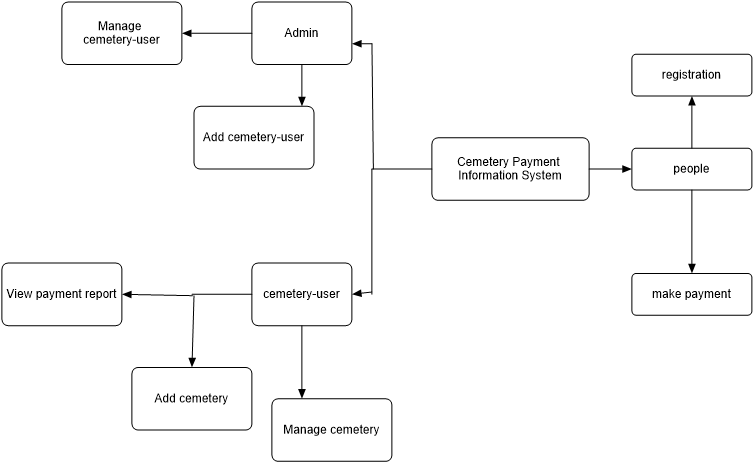 Manage
cemetery-user
Admin
registration
Add cemetery-user
Cemetery Payment
Information System
people
View payment report
cemetery-user
make payment
Add cemetery
Manage cemetery